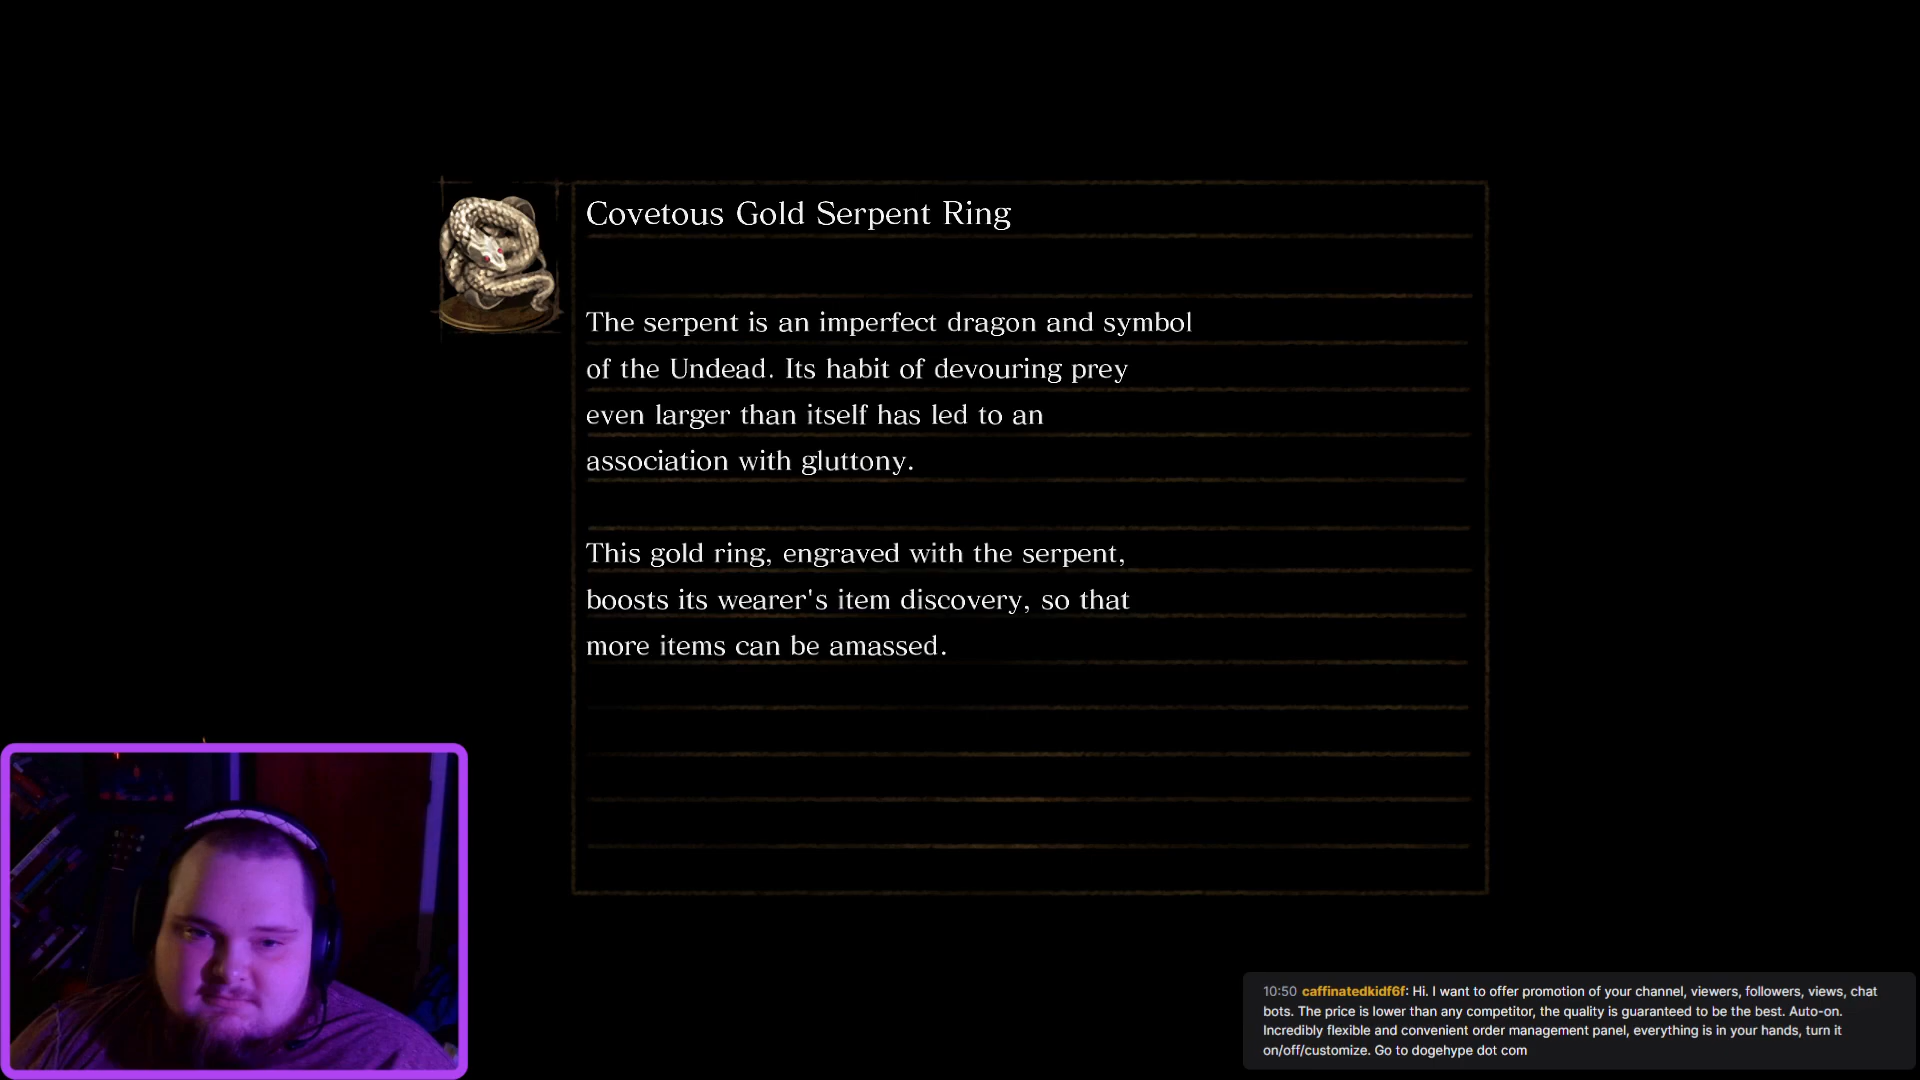 Covetous Gold Serpent Ring
The serpent is an imperfect dragon and symbol
of the Undead. Its habit of devouring prey
even larger than itself has led to an
association with gluttony.
This gold ring, engraved with the serpent,
boosts its wearer's item discovery, so that
more items can be amassed.
10:50 caffinatedkidf6f: Hi. I want to offer promotion of your channel, viewers, followers, views, chat
bots. The price is lower than any competitor, the quality is guaranteed to be the best. Auto-on.
Incredibly flexible and convenient order management panel, everything is in your hands, turn it
on/off/customize. Go to dogehype dot com